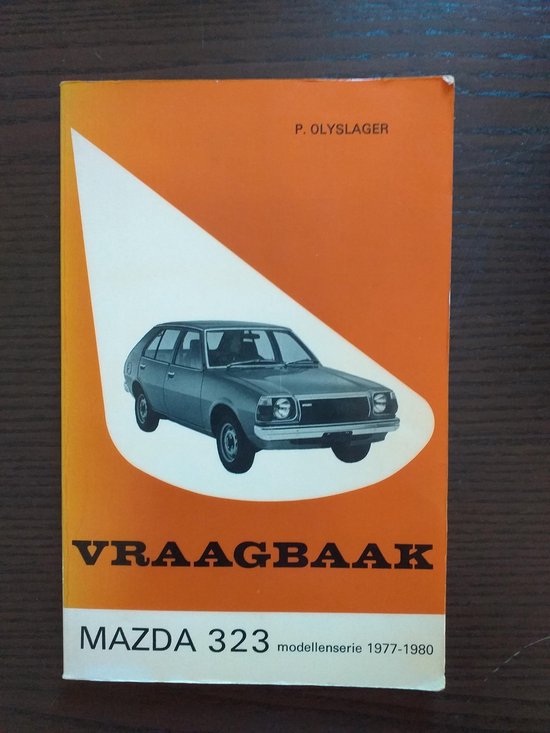 P. OLYSLAGER
VRAAGBAAK
MAZDA 323 modellenserie 1977-1980